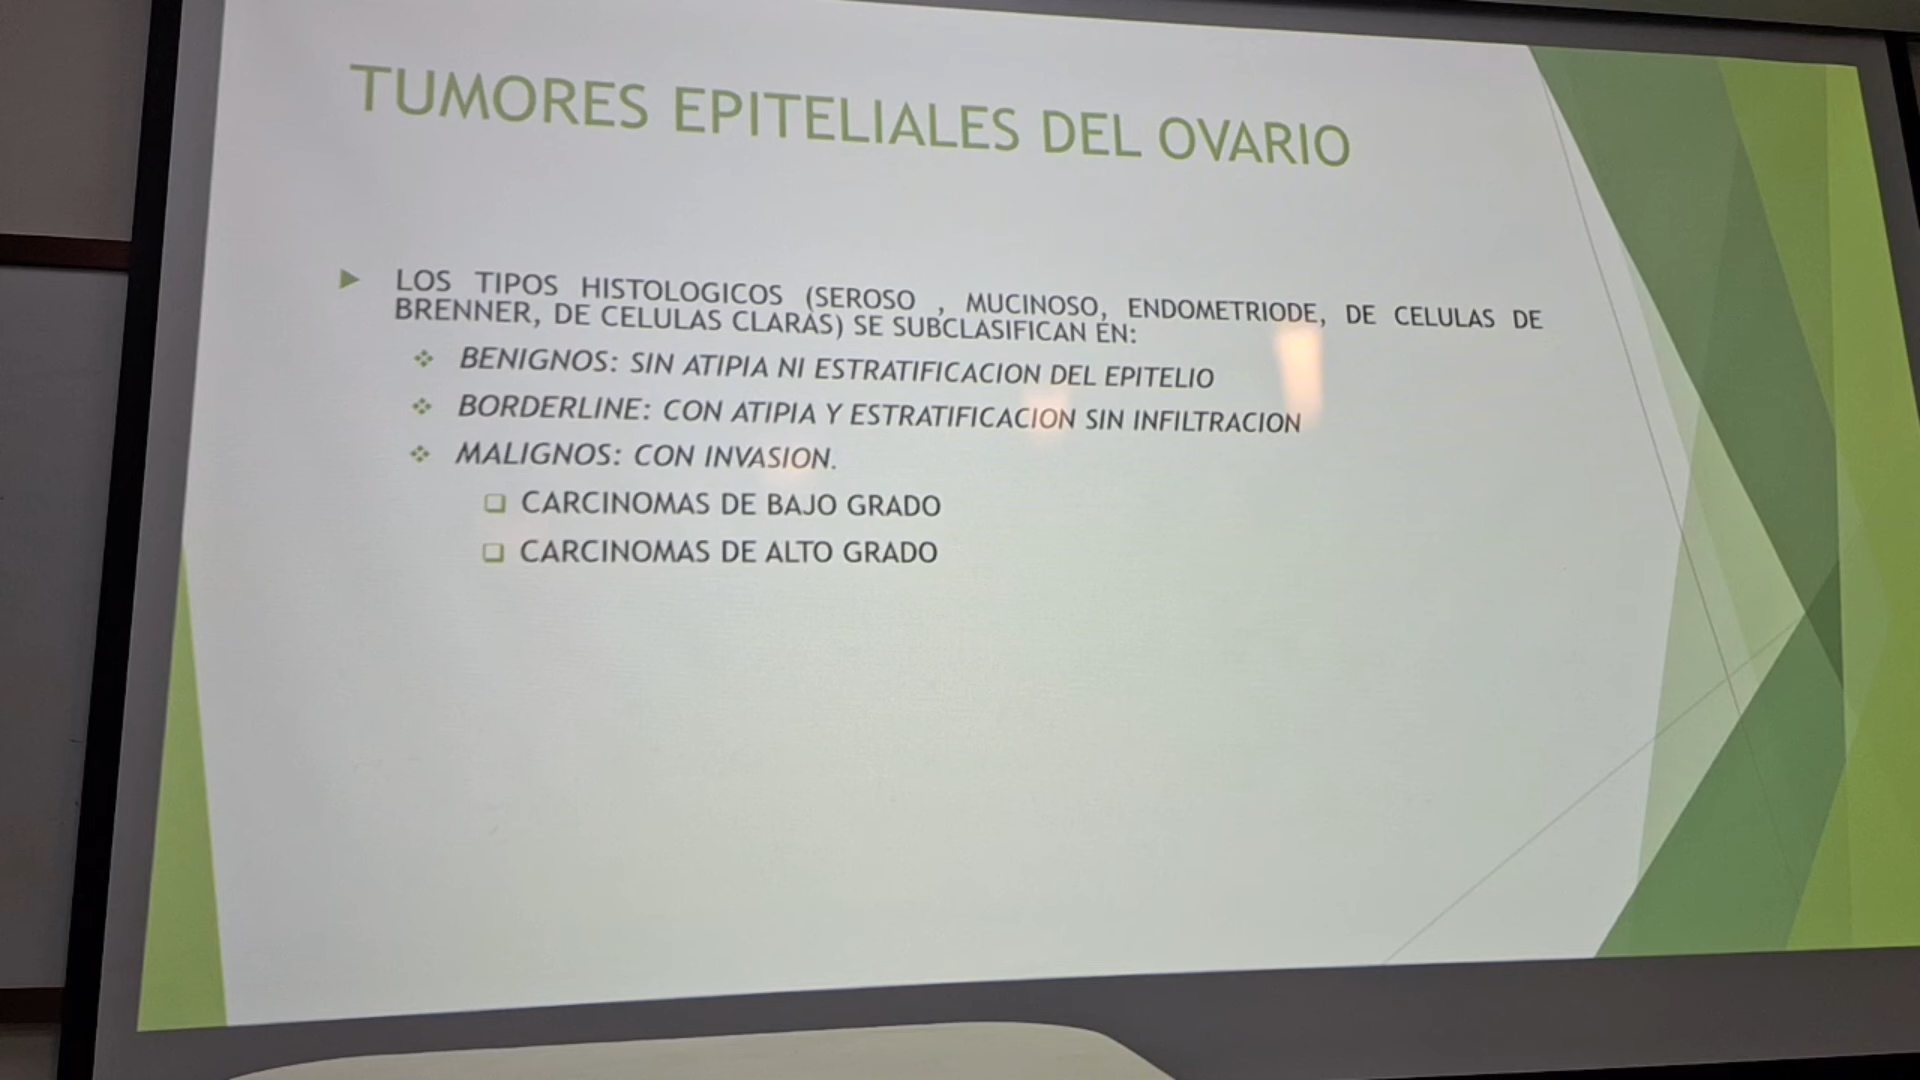 TUMORES EPITELIALES DEL OVARIO
LOS TIPOS HISTOLOGICOS (SEROSO , MUCINOSO, ENDOMETRIODE, DE CELULAS DE
BRENNER, DE CELULAS CLARAS) SE SUBCLASIFICAN EN:
BENIGNOS: SIN ATIPIA NI ESTRATIFICACION DEL EPITELIO
BORDERLINE: CON ATIPIA Y ESTRATIFICACION SIN INFILTRACION
MALIGNOS: CON INVASION.
CARCINOMAS DE BAJO GRADO
CARCINOMAS DE ALTO GRADO